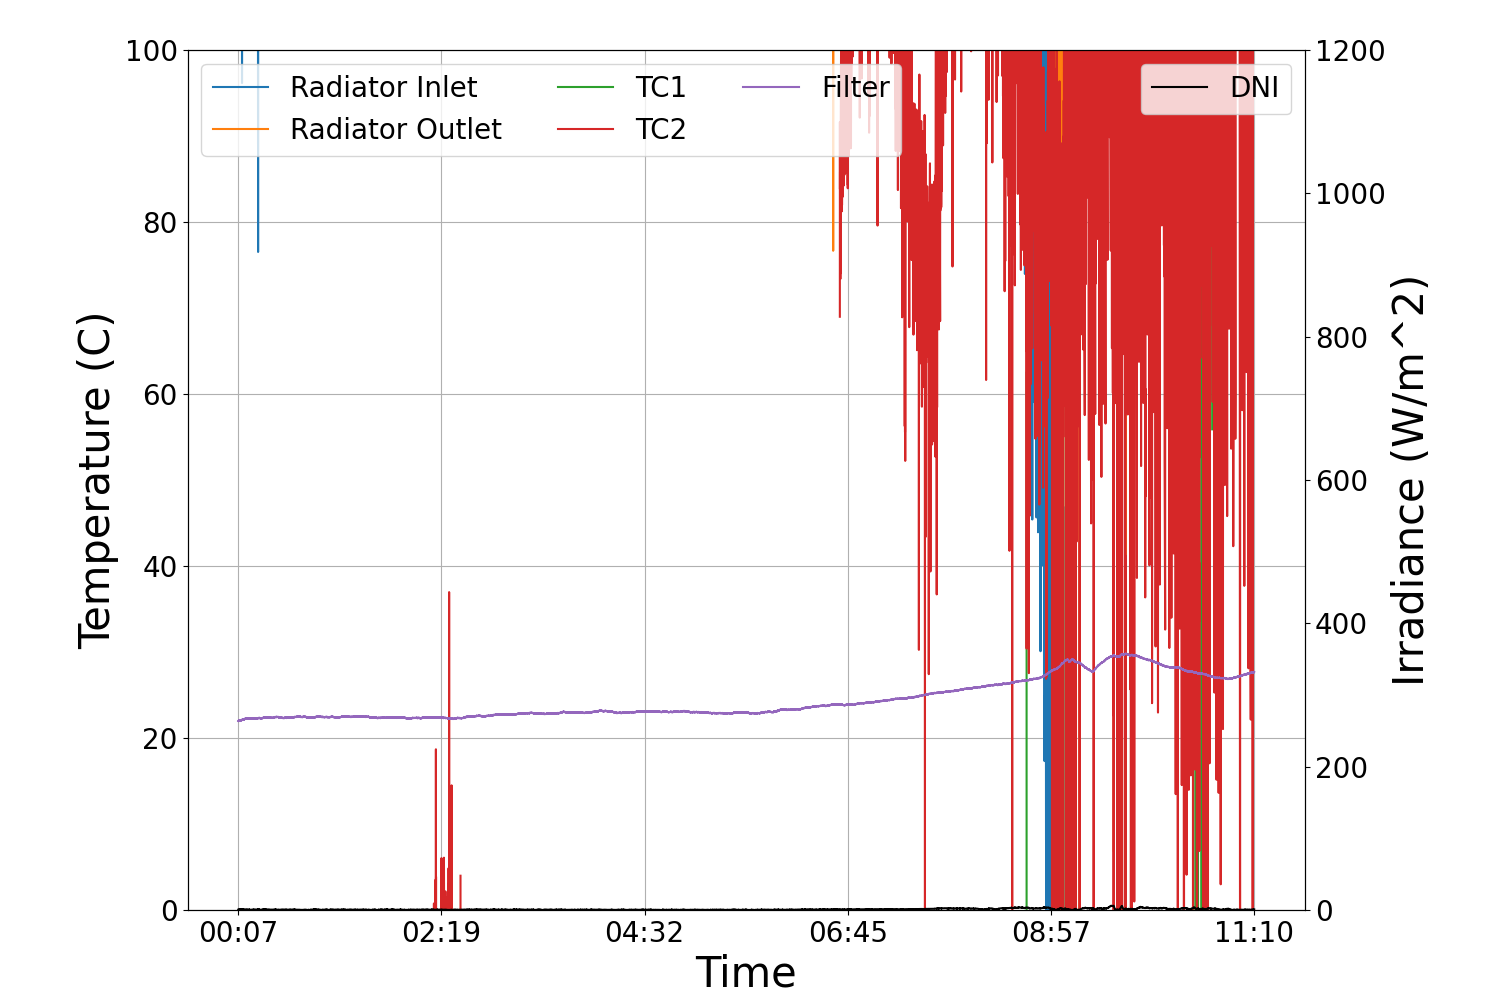 100
80
60
40
20
0
Temperature (C)
Radiator Inlet
Radiator Outlet
TC1
TC2
Filter
DNI
1200
1000
800
600
400
200
0
Irradiance (W/m^2)
00:07 02:19 04:32 06:45 08:57 11:10
Time